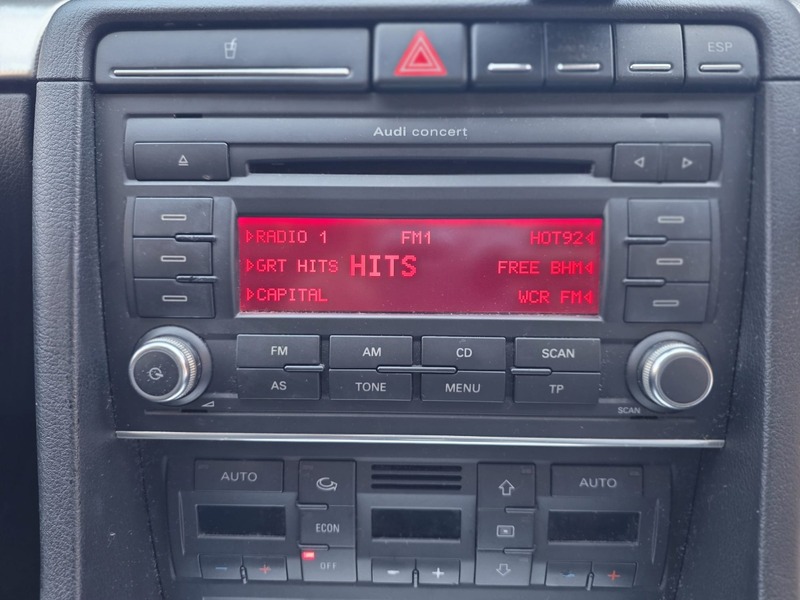 ESP
Audi concert
RADIO 1 FM1 HOT92
GRT HITS HITS FREE BHM
CAPITAL WCR FM
FM AM CD SCAN
AS TONE MENU TP
SCAN
AUTO AUTO
ECON
OFF